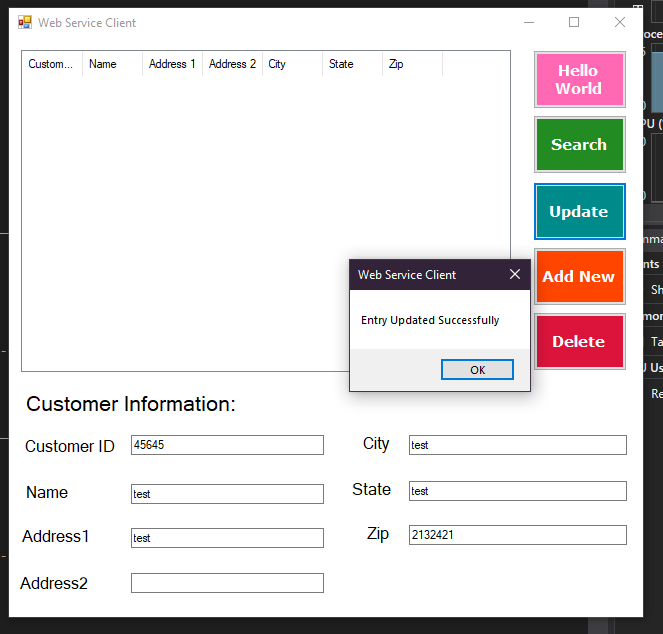 Web Service Client
Custom... Name Address 1 Address 2 City State Zip
Hello
World
Search
Update
Add New
Delete
Web Service Client
Entry Updated Successfully
OK
Customer Information:
Customer ID 45645
Name test
Address1 test
Address2
City test
State test
Zip 2132421